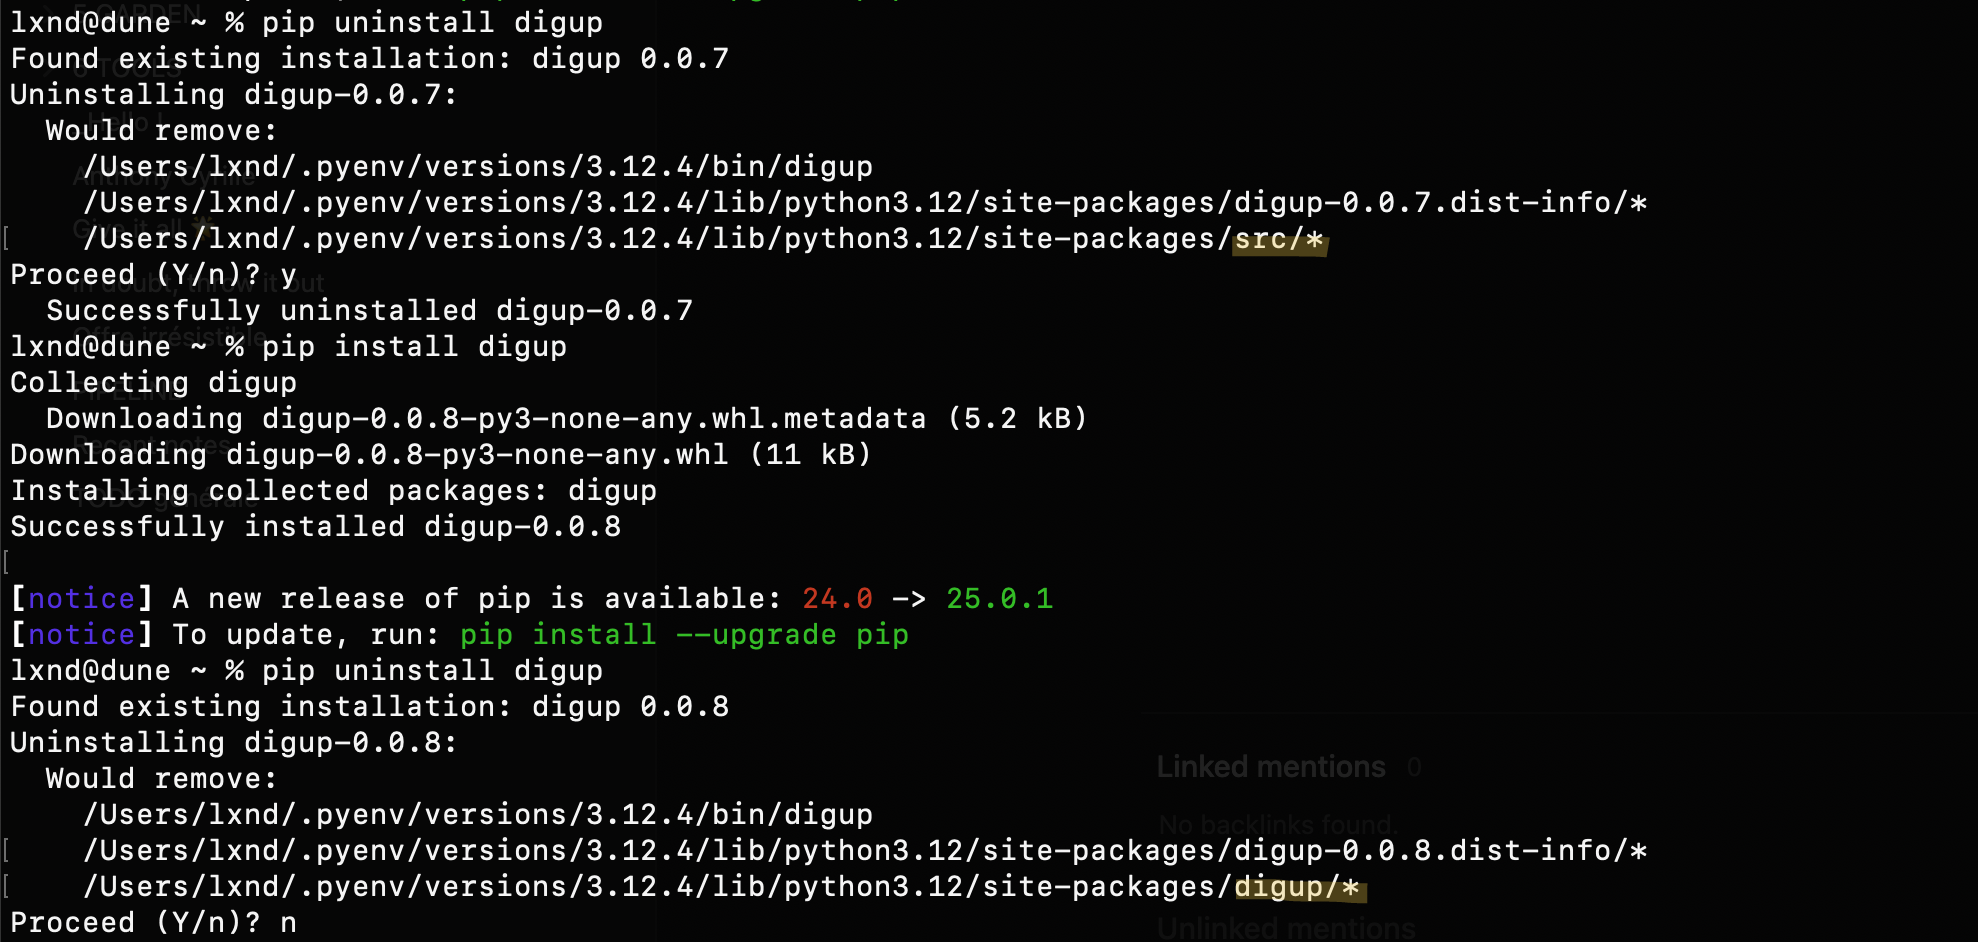 lxnd@dune ~ % pip uninstall digup
Found existing installation: digup 0.0.7
Uninstalling digup-0.0.7:
  Would remove:
    /Users/lxnd/.pyenv/versions/3.12.4/bin/digup
    /Users/lxnd/.pyenv/versions/3.12.4/lib/python3.12/site-packages/digup-0.0.7.dist-info/*
    /Users/lxnd/.pyenv/versions/3.12.4/lib/python3.12/site-packages/src/*
Proceed (Y/n)? y
  Successfully uninstalled digup-0.0.7
lxnd@dune ~ % pip install digup
Collecting digup
  Downloading digup-0.0.8-py3-none-any.whl.metadata (5.2 kB)
Downloading digup-0.0.8-py3-none-any.whl (11 kB)
Installing collected packages: digup
Successfully installed digup-0.0.8
[notice] A new release of pip is available: 24.0 -> 25.0.1
[notice] To update, run: pip install --upgrade pip
lxnd@dune ~ % pip uninstall digup
Found existing installation: digup 0.0.8
Uninstalling digup-0.0.8:
Linked mentions 0
  Would remove:
    /Users/lxnd/.pyenv/versions/3.12.4/bin/digup
No backlinks found.
    /Users/lxnd/.pyenv/versions/3.12.4/lib/python3.12/site-packages/digup-0.0.8.dist-info/*
    /Users/lxnd/.pyenv/versions/3.12.4/lib/python3.12/site-packages/digup/*
Proceed (Y/n)? n
Unlinked mentions